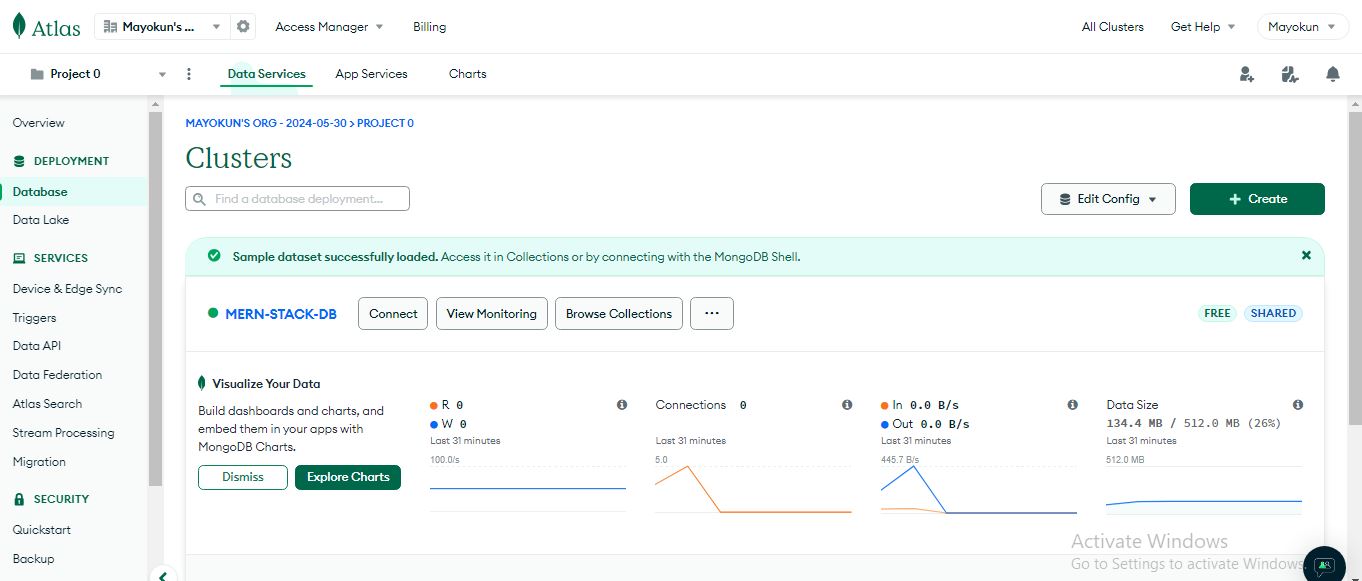 Atlas
Mayokun's ...
Access Manager
Billing
All Clusters
Get Help
Mayokun
Project 0
Data Services
App Services
Charts
Overview
DEPLOYMENT
Database
Data Lake
SERVICES
Device & Edge Sync
Triggers
Data API
Data Federation
Atlas Search
Stream Processing
Migration
SECURITY
Quickstart
Backup
MAYOKUN'S ORG - 2024-05-30 > PROJECT 0
Clusters
Find a database deployment...
Edit Config
+ Create
Sample dataset successfully loaded. Access it in Collections or by connecting with the MongoDB Shell.
MERN-STACK-DB
Connect
View Monitoring
Browse Collections
...
FREE
SHARED
Visualize Your Data
Build dashboards and charts, and
embed them in your apps with
MongoDB Charts.
Dismiss
Explore Charts
R 0
W 0
Last 31 minutes
100.0/s
Connections 0
Last 31 minutes
5.0
In 0.0 B/s
Out 0.0 B/s
Last 31 minutes
445.7 B/s
Data Size
134.4 MB / 512.0 MB (26%)
Last 31 minutes
512.0 MB
Activate Windows
Go to Settings to activate Windows.